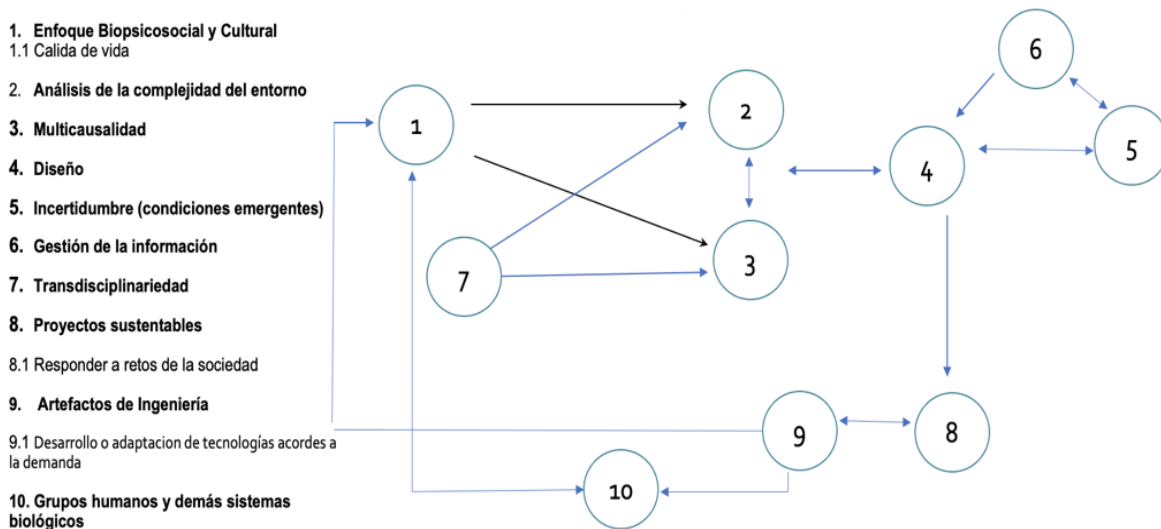 1. Enfoque Biopsicosocial y Cultural
1.1 Calida de vida
2. Análisis de la complejidad del entorno
3. Multicausalidad
4. Diseño
5. Incertidumbre (condiciones emergentes)
6. Gestión de la información
7. Transdisciplinariedad
8. Proyectos sustentables
8.1 Responder a retos de la sociedad
9. Artefactos de Ingeniería
9.1 Desarrollo o adaptacion de tecnologías acordes a
la demanda
10. Grupos humanos y demás sistemas
biológicos
6
1
2
5
4
3
7
9
8
10